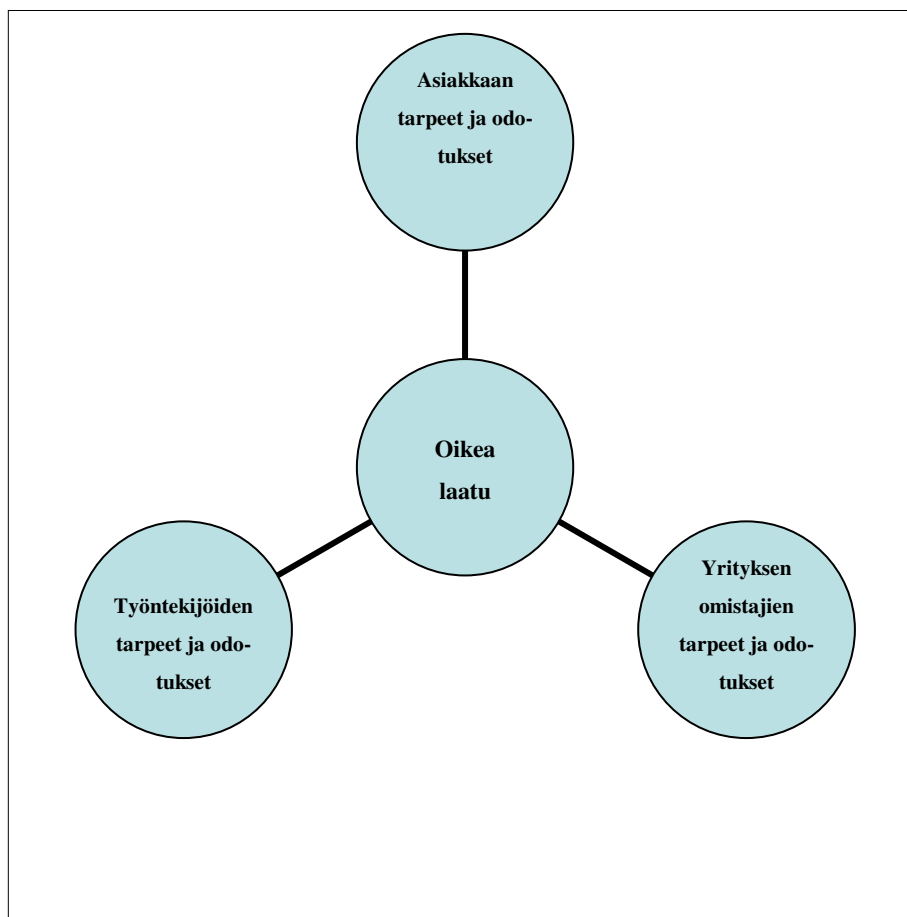 Asiakkaan
tarpeet ja odo-
tukset
Oikea
laatu
Työntekijöiden
tarpeet ja odo-
tukset
Yrityksen
omistajien
tarpeet ja odo-
tukset